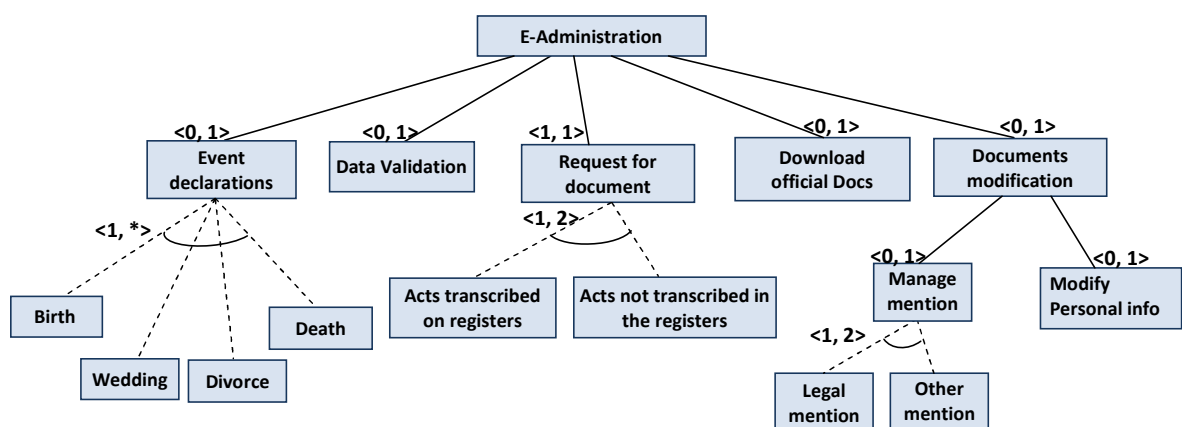 E-Administration
<0, 1>
<0, 1>
<1, 1>
<0, 1>
<0, 1>
Event
declarations
Data Validation
Request for
document
Download
official Docs
Documents
modification
<1, *>
<1, 2>
<0, 1>
<0, 1>
Birth
Wedding
Divorce
Death
Acts transcribed
on registers
Acts not transcribed in
the registers
Manage
mention
Modify
Personal info
<1, 2>
Legal
mention
Other
mention